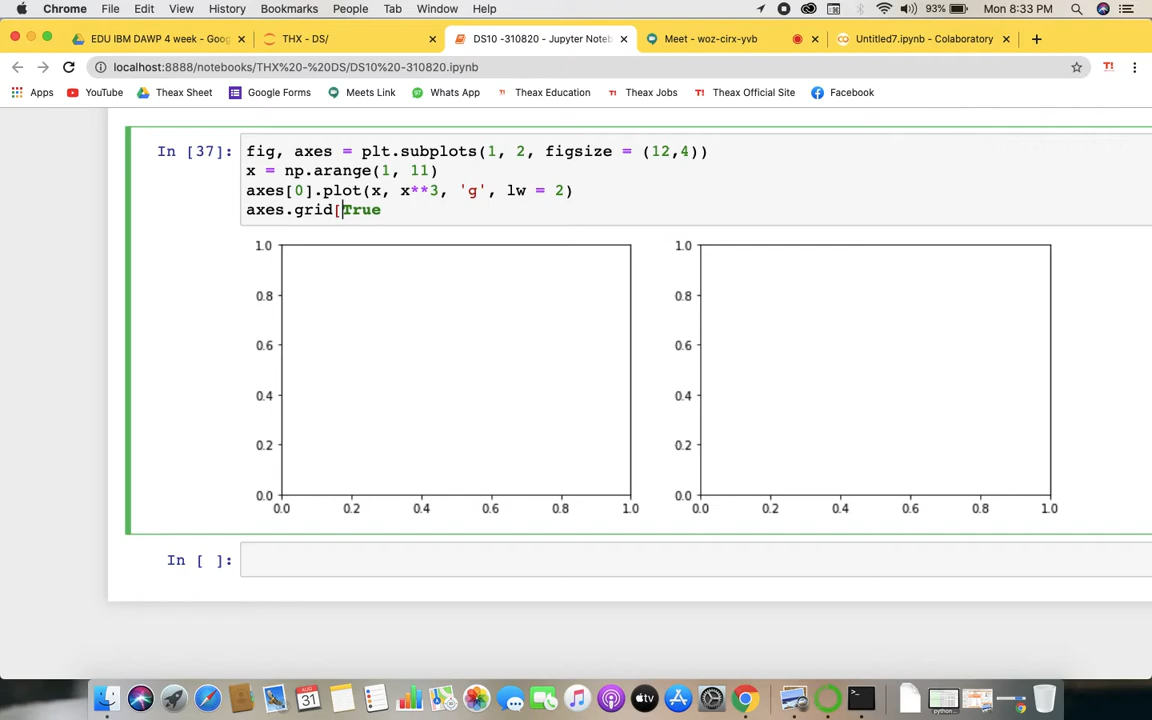 Chrome File Edit View History Bookmarks People Tab Window Help 93% Mon 8:33 PM
EDU IBM DAWP 4 week - Goog THX - DS/ DS10 -310820 - Jupyter Noteb Meet - woz-cirx-yvb Untitled7.ipynb - Colaboratory
localhost:8888/notebooks/THX%20-%20DS/DS10%20-310820.ipynb T!
Apps YouTube Theax Sheet Google Forms Meets Link Whats App T! Theax Education T! Theax Jobs T! Theax Official Site Facebook
In [37]: fig, axes = plt.subplots(1, 2, figsize = (12,4))
x = np.arange(1, 11)
axes[0].plot(x, x**3, 'g', lw = 2)
axes.grid[True
1.0 1.0
0.8 0.8
0.6 0.6
0.4 0.4
0.2 0.2
0.0 0.0
0.0 0.2 0.4 0.6 0.8 1.0 0.0 0.2 0.4 0.6 0.8 1.0
In [ ]:
AUG
31
tv